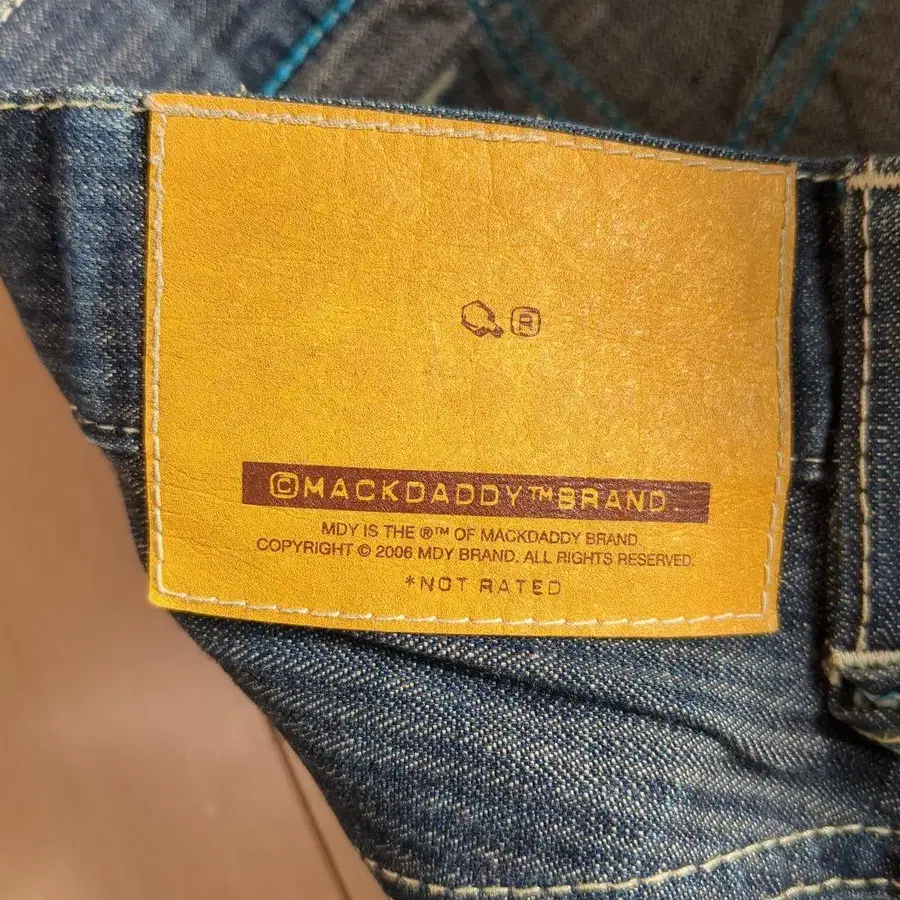 ®
©MACKDADDY™BRAND.
MDY IS THE ®™ OF MACKDADDY BRAND.
COPYRIGHT © 2006 MDY BRAND. ALL RIGHTS RESERVED.
*NOT RATED